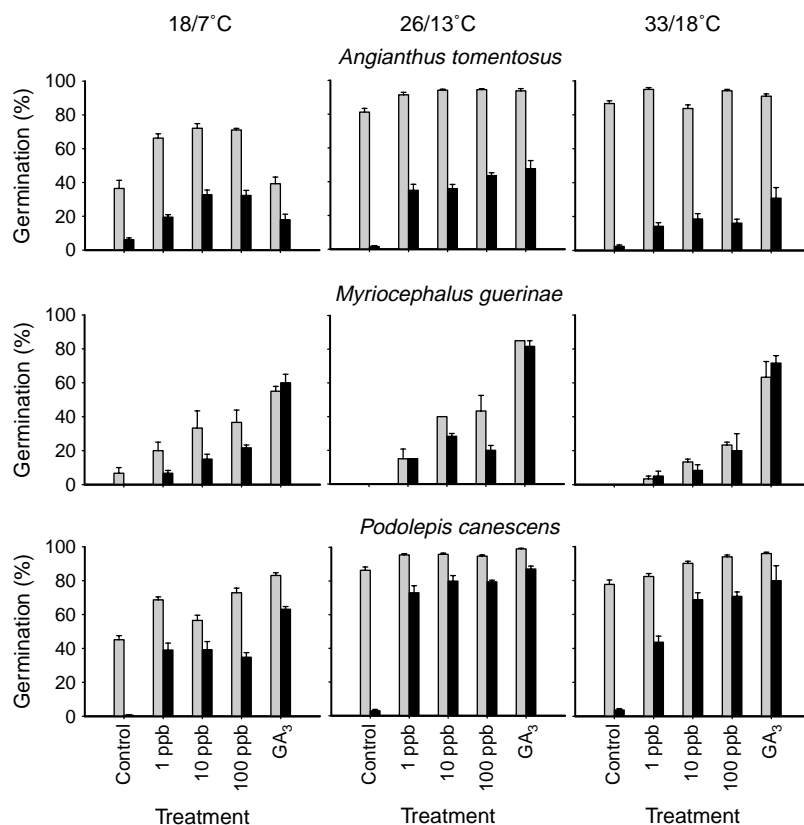 18/7˚C 26/13˚C 33/18˚C
Angianthus tomentosus
Germination (%)
100
80
60
40
20
0
Myriocephalus guerinae
Germination (%)
100
80
60
40
20
0
Podolepis canescens
Germination (%)
100
80
60
40
20
0
Control 1 ppb 10 ppb 100 ppb GA₃ Control 1 ppb 10 ppb 100 ppb GA₃ Control 1 ppb 10 ppb 100 ppb GA₃
Treatment Treatment Treatment